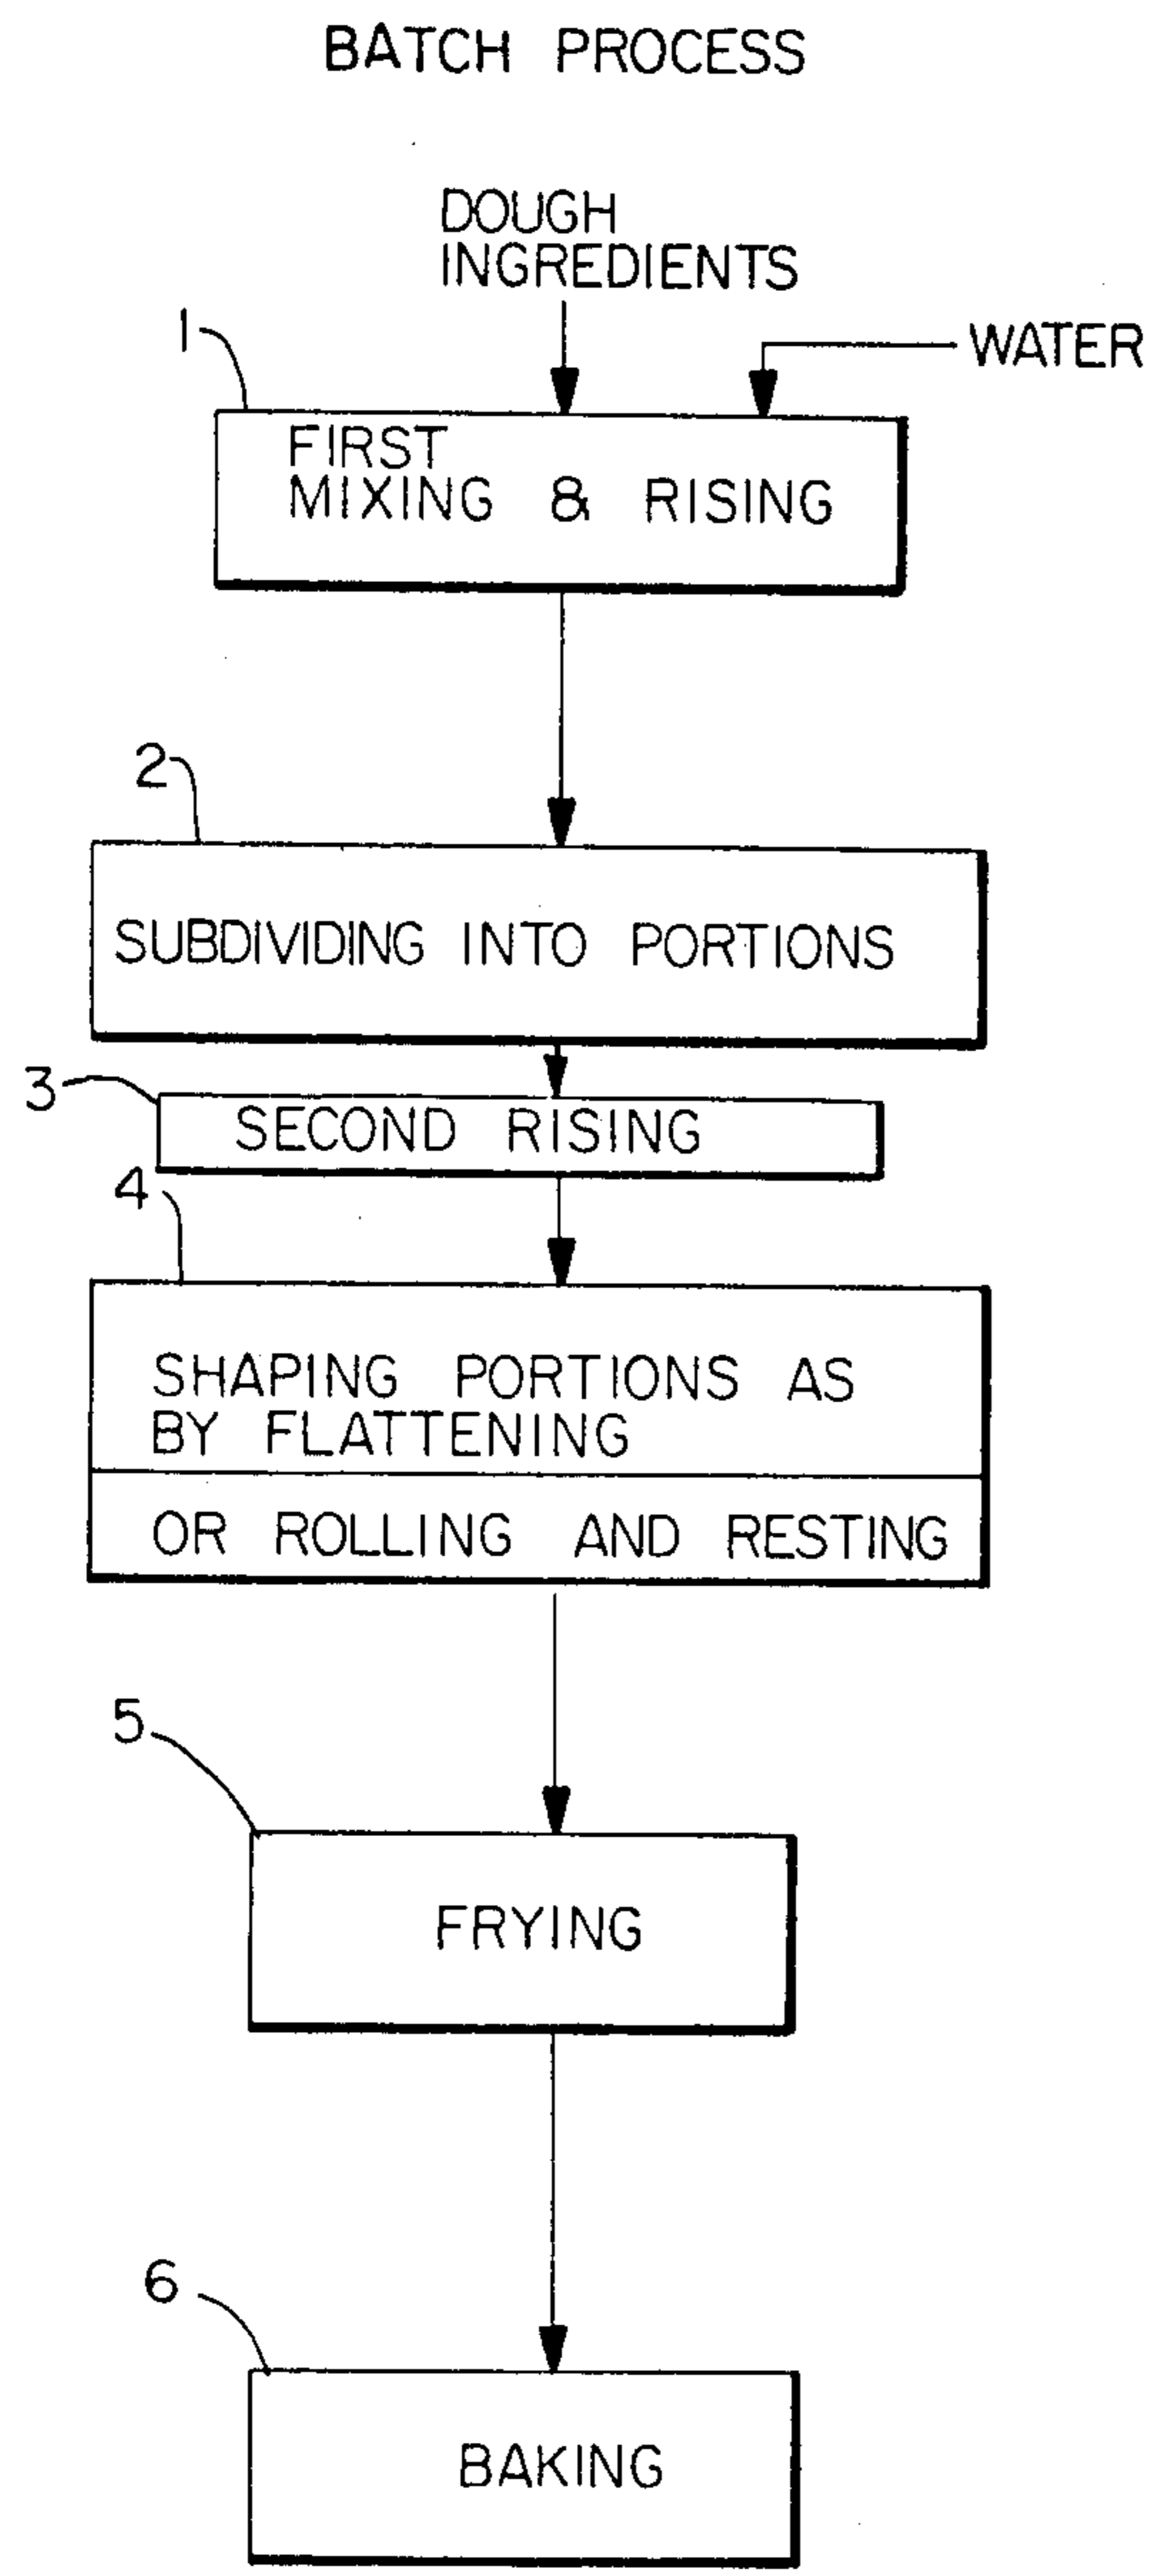 BATCH PROCESS
DOUGH
INGREDIENTS
1
WATER
FIRST
MIXING & RISING
2
SUBDIVIDING INTO PORTIONS
3
SECOND RISING
4
SHAPING PORTIONS AS
BY FLATTENING
OR ROLLING AND RESTING
5
FRYING
6
BAKING